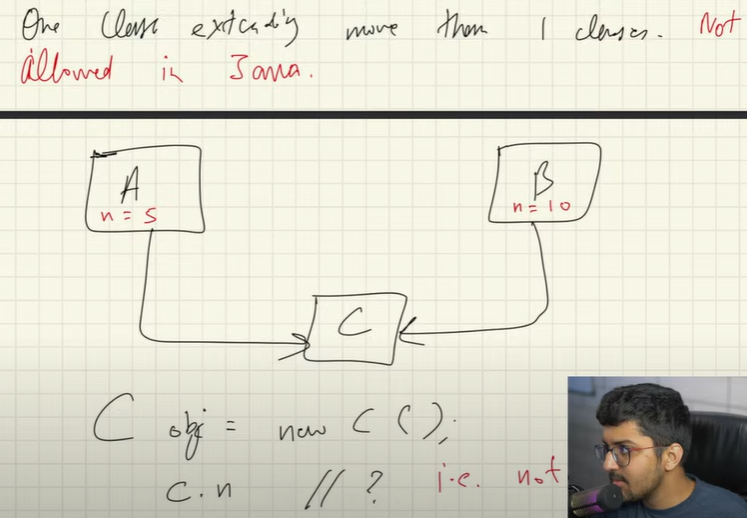 One Class extending more than 1 classes. Not
Allowed in Java.
A
n = 5
B
n = 10
C
C obj = new C ( );
c.n // ? i.e. not